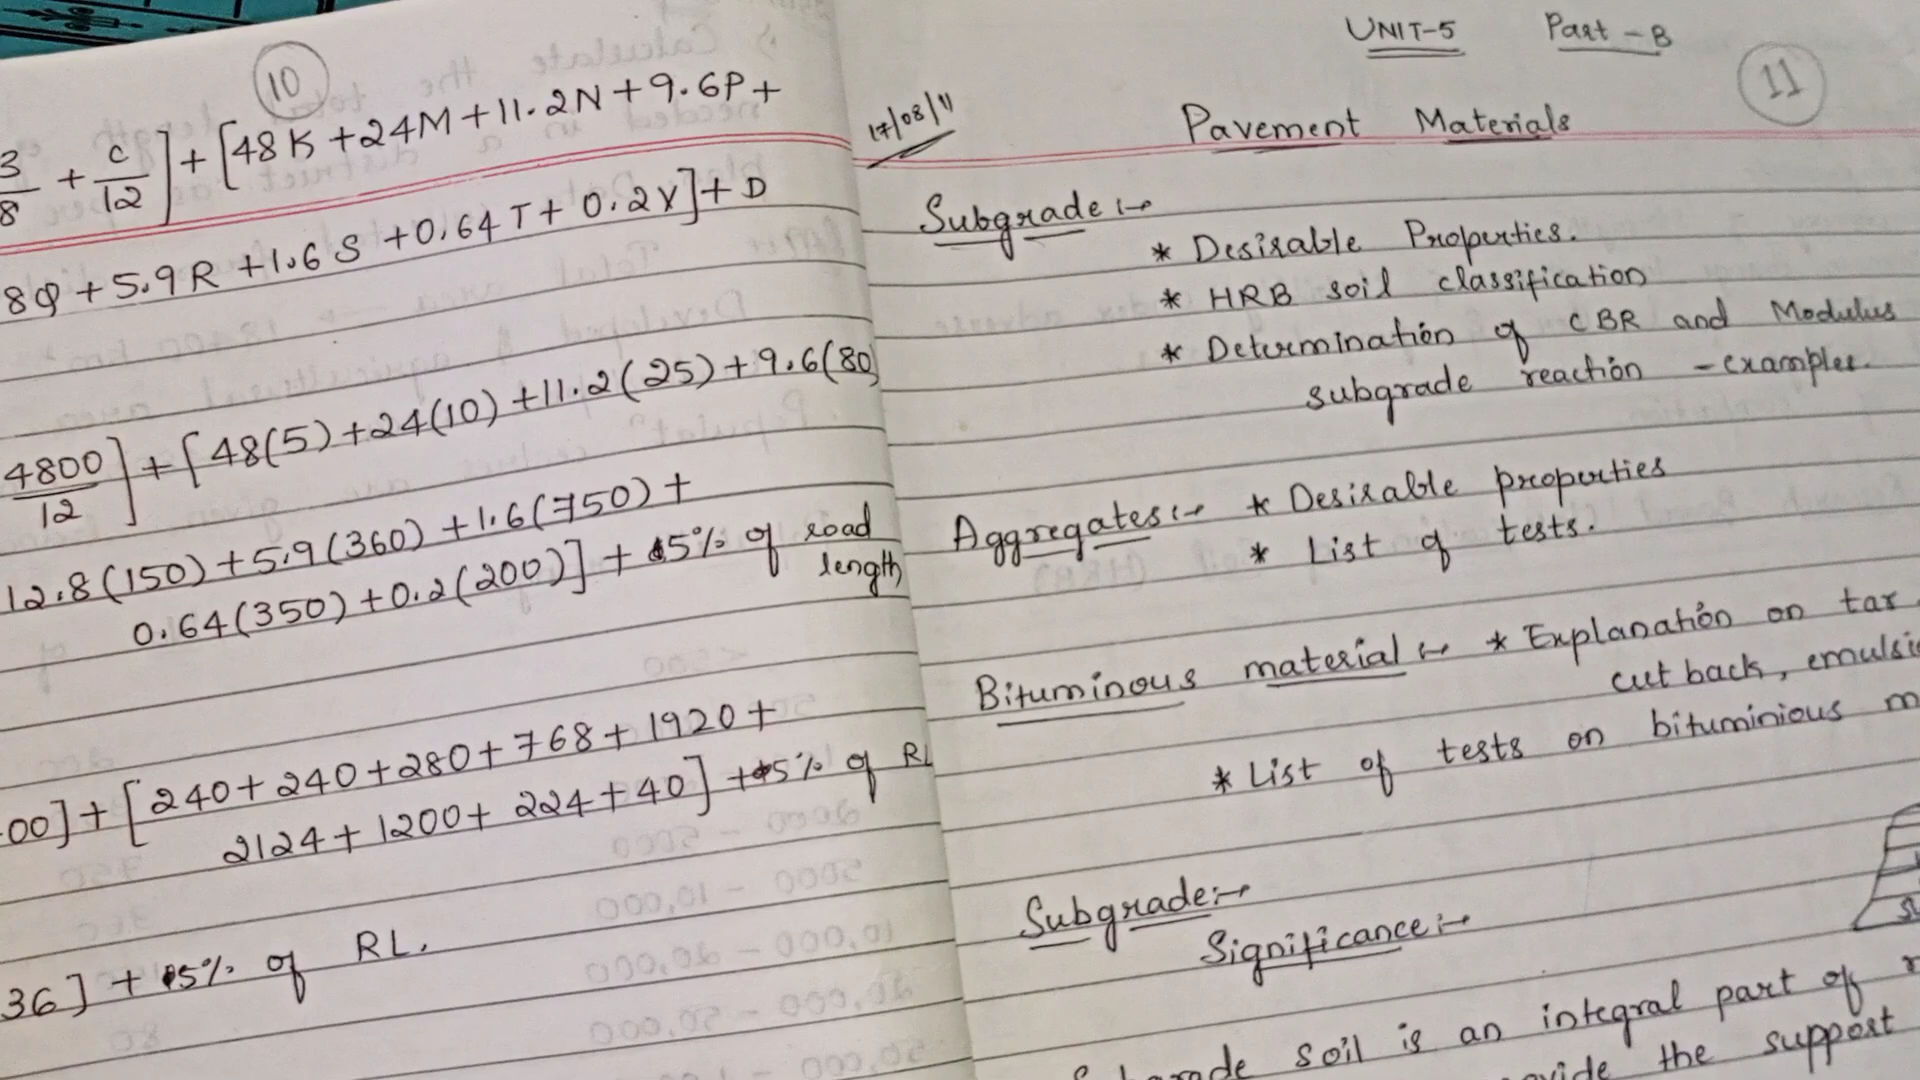 10
3/8 + C/12] + [48K + 24M + 11.2N + 9.6P +
8Q + 5.9R + 1.6S + 0.64T + 0.2V] + D
4800/12] + [48(5) + 24(10) + 11.2(25) + 9.6(80)
12.8(150) + 5.9(360) + 1.6(750) +
0.64(350) + 0.2(200)] + 5% of road
length
00] + [240 + 240 + 280 + 768 + 1920 +
2124 + 1200 + 224 + 40] + 5% of RL
36] + 5% of RL.
UNIT-5 Part - B
11
17/08/11
Pavement Materials
Subgrade :→
* Desirable Properties.
* HRB soil classification
* Determination of CBR and Modulus
subgrade reaction - examples.
Aggregates :→ * Desirable properties
* List of tests.
Bituminous material :→ * Explanation on tar
cut back, emulsi
* List of tests on bituminious m
Subgrade :→
Significance :→
soil is an integral part of
the support